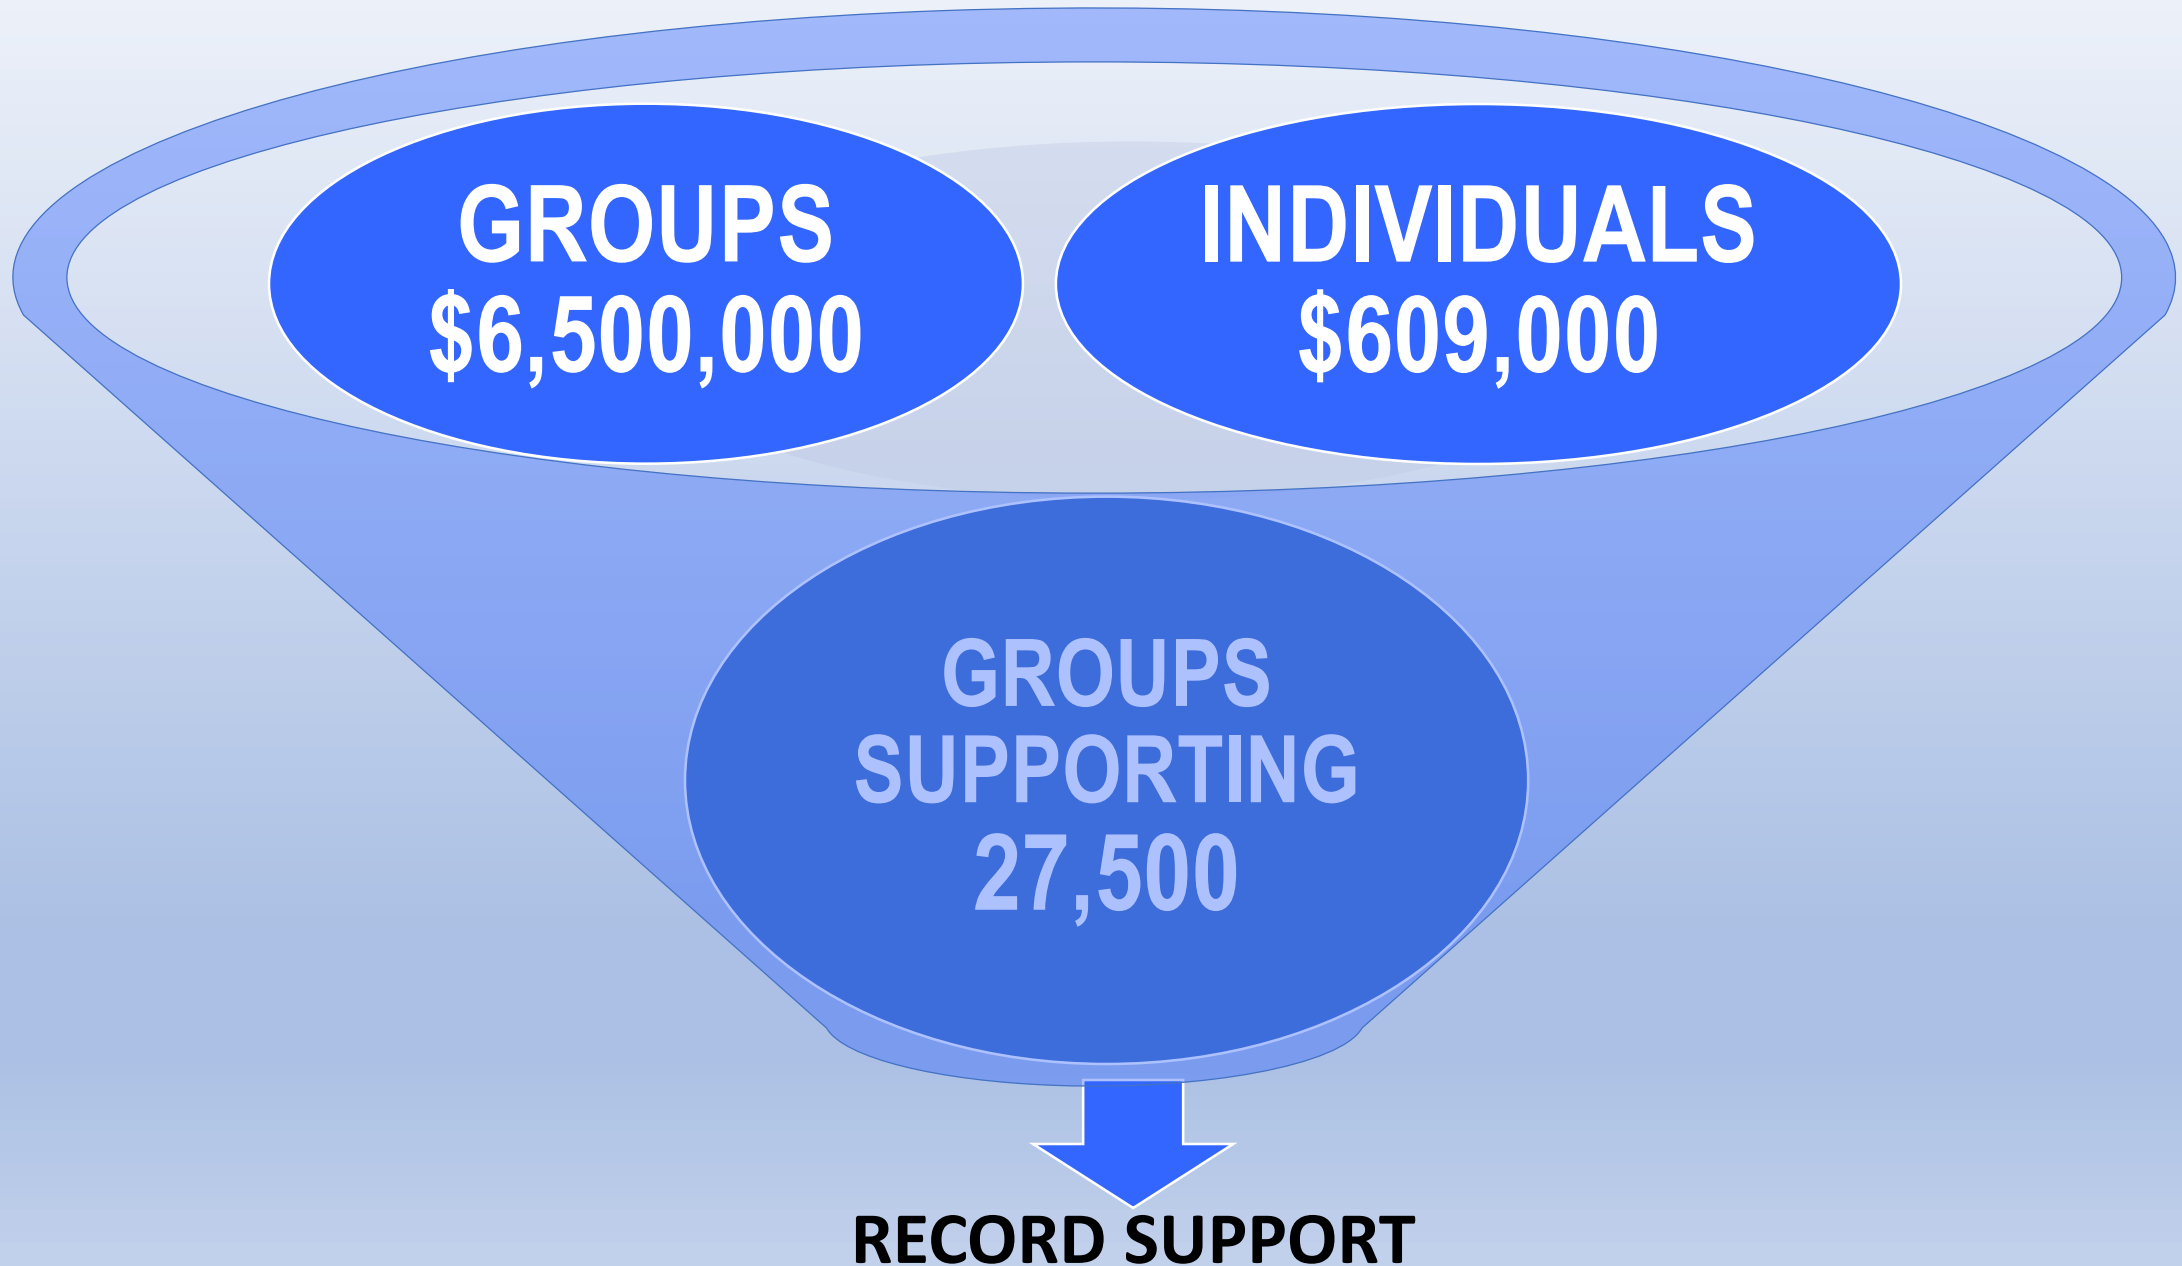 GROUPS
$6,500,000
INDIVIDUALS
$609,000
GROUPS
SUPPORTING
27,500
RECORD SUPPORT